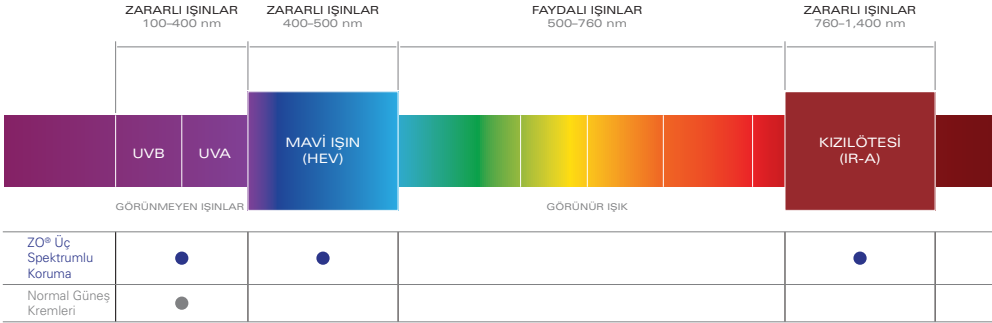 ZARARLI IŞINLAR
100-400 nm
ZARARLI IŞINLAR
400-500 nm
FAYDALI IŞINLAR
500-760 nm
ZARARLI IŞINLAR
760-1,400 nm
UVB
UVA
MAVİ IŞIN
(HEV)
KIZILÖTESİ
(IR-A)
GÖRÜNMEYEN IŞINLAR
GÖRÜNÜR IŞIK
ZO® Üç
Spektrumlu
Koruma
Normal Güneş
Kremleri